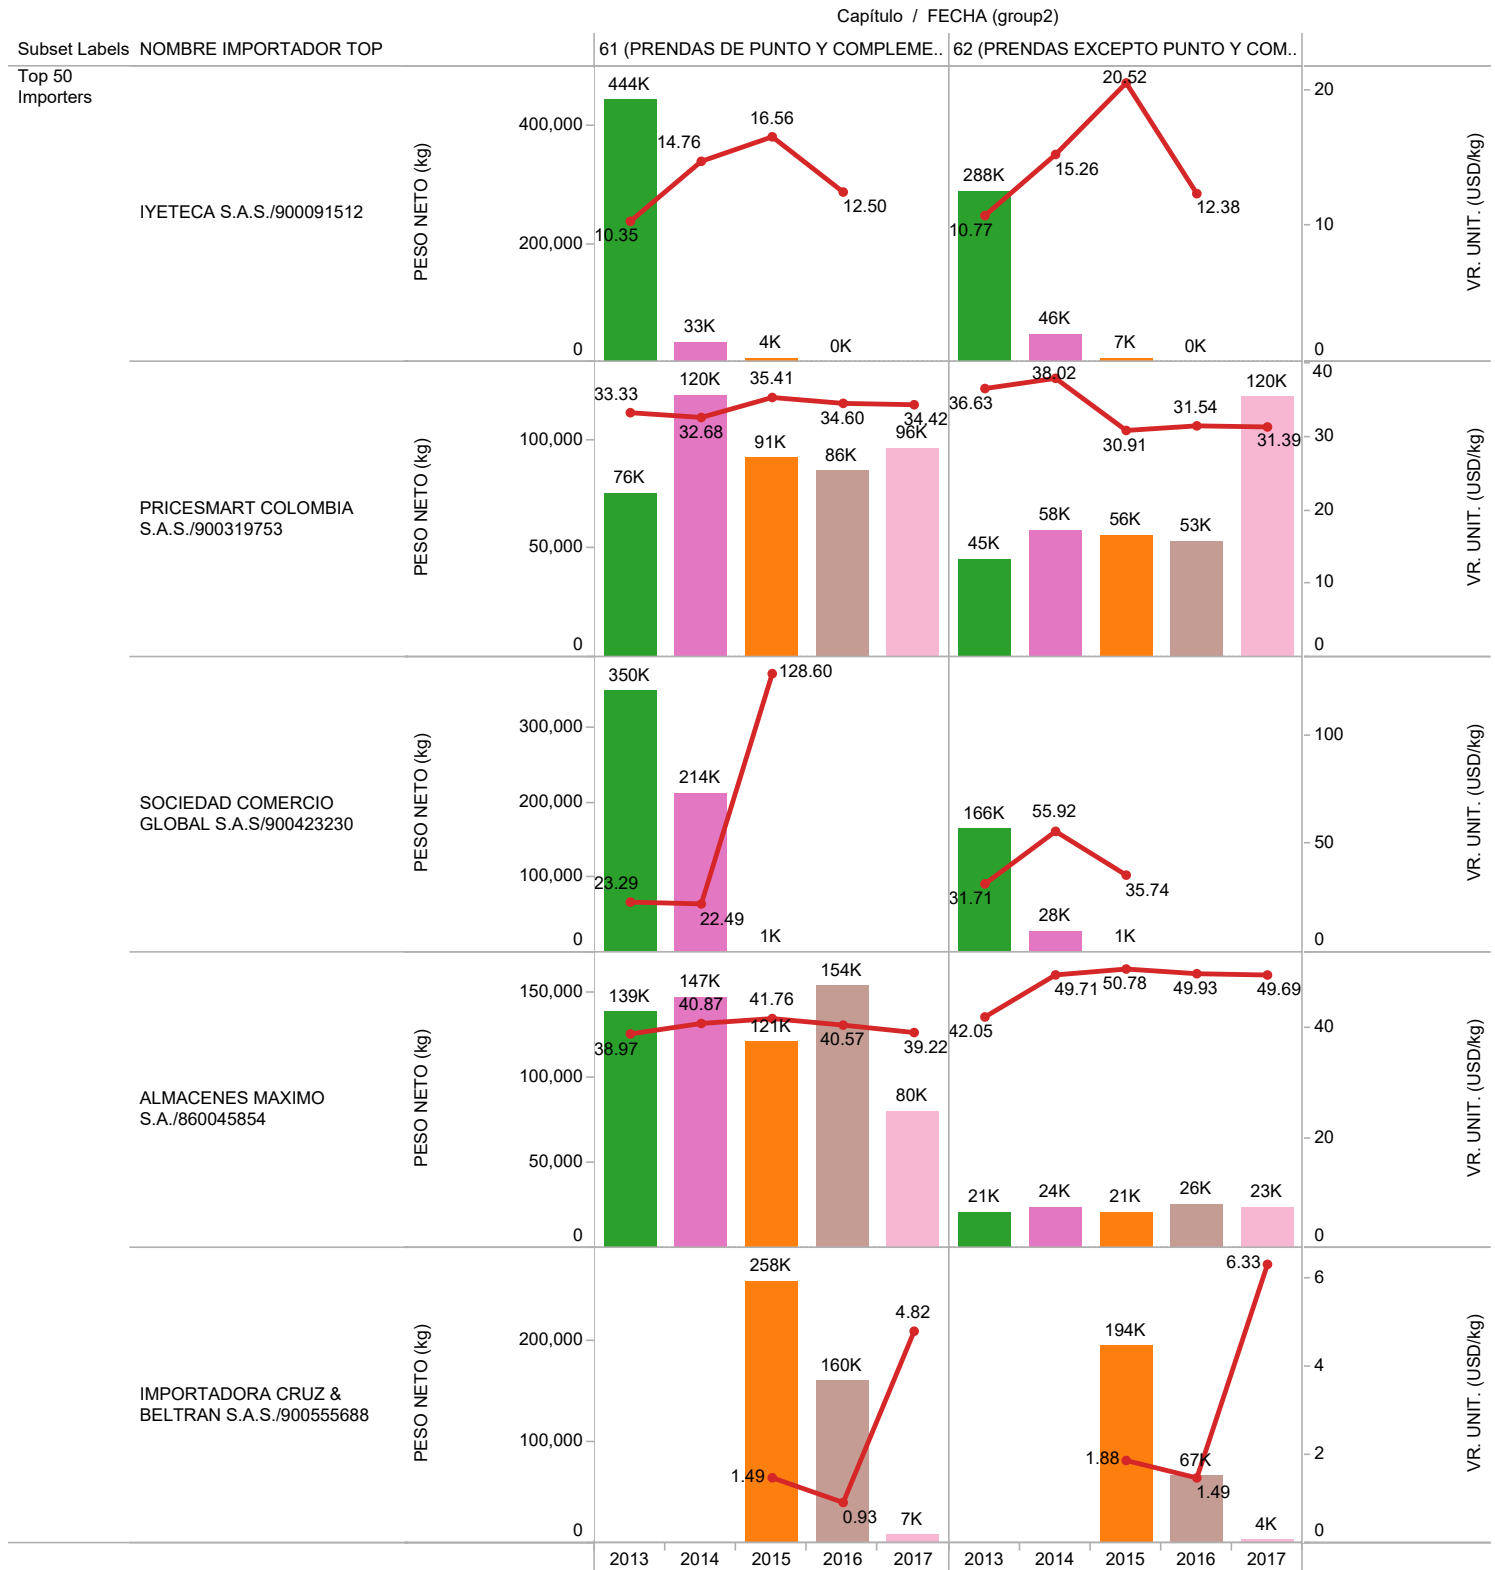 Capítulo / FECHA (group2)
Subset Labels NOMBRE IMPORTADOR TOP 61 (PRENDAS DE PUNTO Y COMPLEME.. 62 (PRENDAS EXCEPTO PUNTO Y COM..
Top 50
Importers
IYETECA S.A.S./900091512
PESO NETO (kg)
400,000
200,000
0
444K
33K
4K
0K
10.35
14.76
16.56
12.50
288K
46K
7K
0K
10.77
15.26
20.52
12.38
20
10
0
VR. UNIT. (USD/kg)
PRICESMART COLOMBIA
S.A.S./900319753
PESO NETO (kg)
100,000
50,000
0
76K
120K
91K
86K
96K
33.33
32.68
35.41
34.60
34.42
45K
58K
56K
53K
120K
36.63
38.02
30.91
31.54
31.39
40
30
20
10
0
VR. UNIT. (USD/kg)
SOCIEDAD COMERCIO
GLOBAL S.A.S/900423230
PESO NETO (kg)
300,000
200,000
100,000
0
350K
214K
1K
23.29
22.49
128.60
166K
28K
1K
31.71
55.92
35.74
100
50
0
VR. UNIT. (USD/kg)
ALMACENES MAXIMO
S.A./860045854
PESO NETO (kg)
150,000
100,000
50,000
0
139K
147K
121K
154K
80K
38.97
40.87
41.76
40.57
39.22
21K
24K
21K
26K
23K
42.05
49.71
50.78
49.93
49.69
40
20
0
VR. UNIT. (USD/kg)
IMPORTADORA CRUZ &
BELTRAN S.A.S./900555688
PESO NETO (kg)
200,000
100,000
0
258K
160K
7K
1.49
0.93
4.82
194K
67K
4K
1.88
1.49
6.33
6
4
2
0
VR. UNIT. (USD/kg)
2013 2014 2015 2016 2017 2013 2014 2015 2016 2017